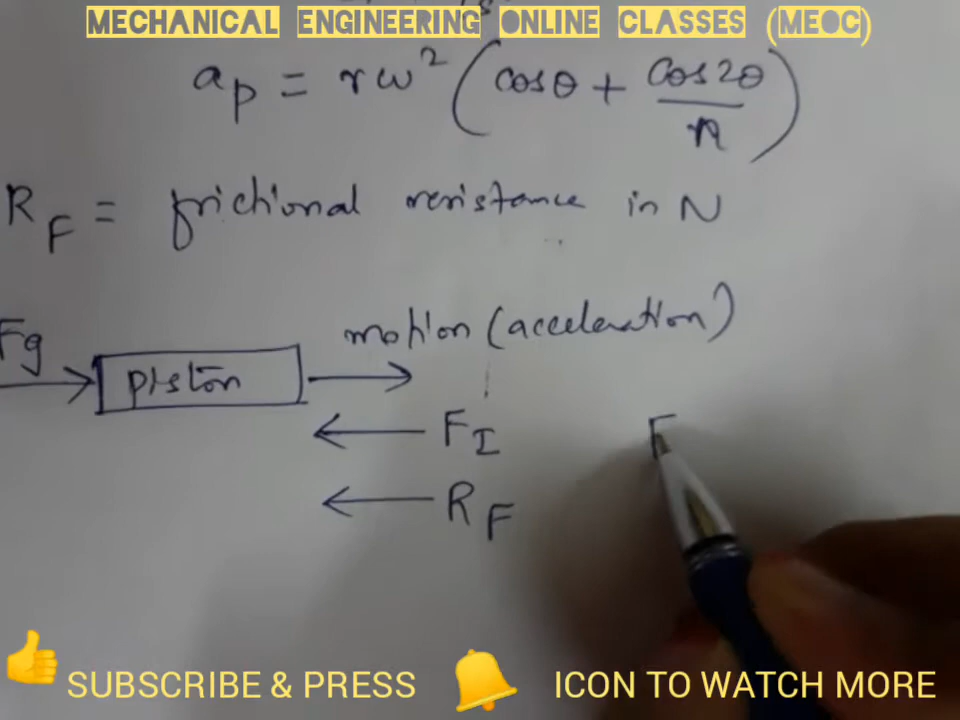 MECHANICAL ENGINEERING ONLINE CLASSES (MEOC)
ap = rω² (cosθ + cos2θ/n)
RF = frictional resistance in N
motion (acceleration)
Fg
piston
FI
RF
F
SUBSCRIBE & PRESS ICON TO WATCH MORE